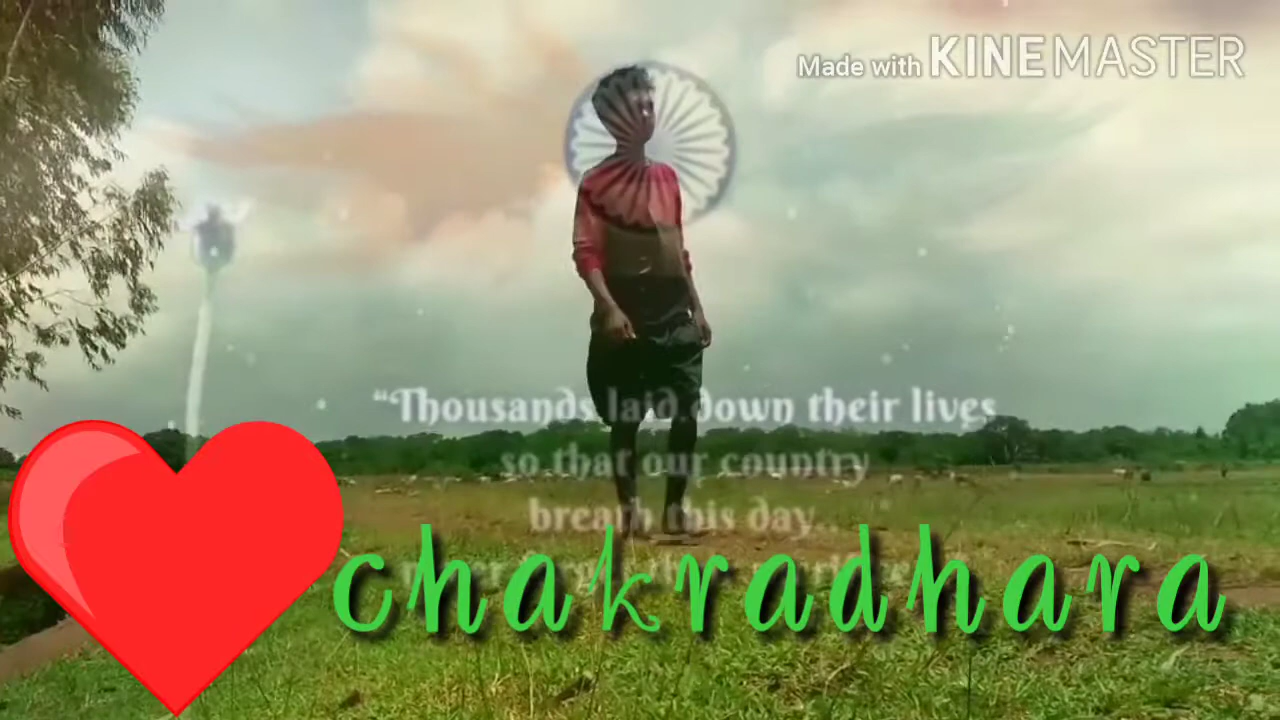 Made with KINEMASTER
“Thousands laid down their lives
so that our country
breath this day...
chakradhara